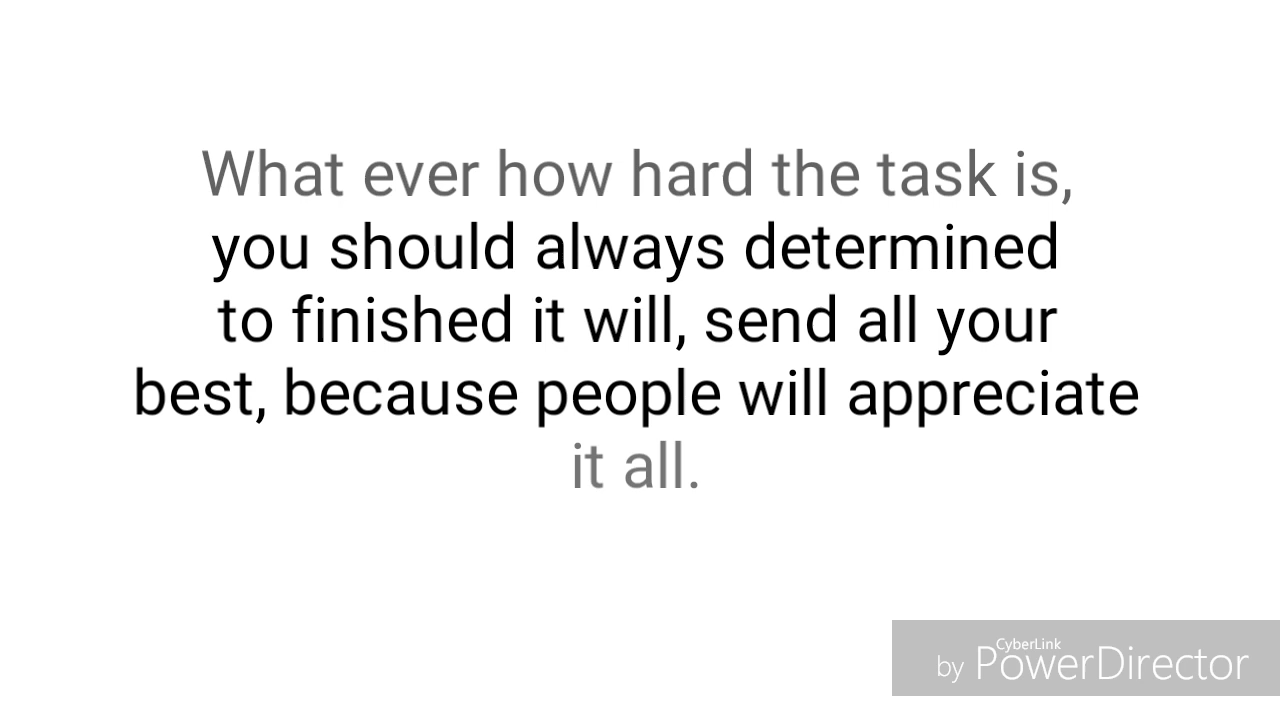 What ever how hard the task is,
you should always determined
to finished it will, send all your
best, because people will appreciate
it all.
CyberLink
by PowerDirector